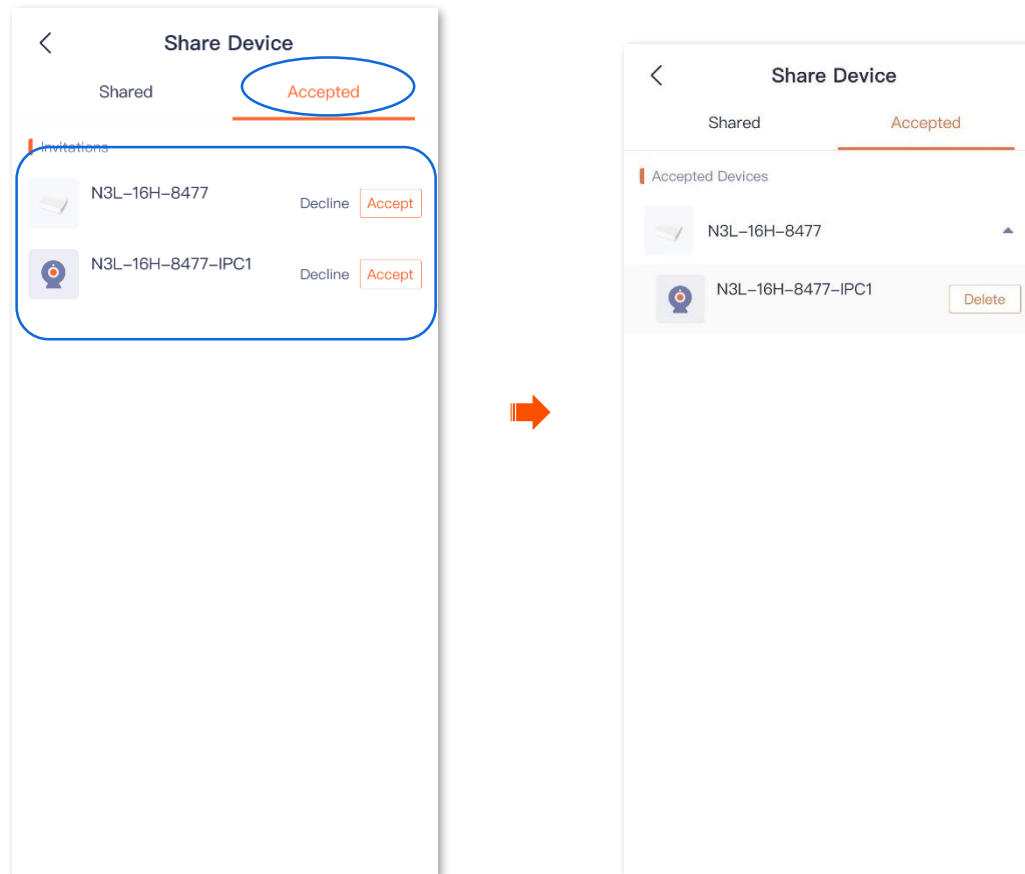 Share Device
Shared Accepted
Invitations
N3L–16H–8477
Decline Accept
N3L–16H–8477–IPC1
Decline Accept
Share Device
Shared Accepted
Accepted Devices
N3L–16H–8477
N3L–16H–8477–IPC1
Delete